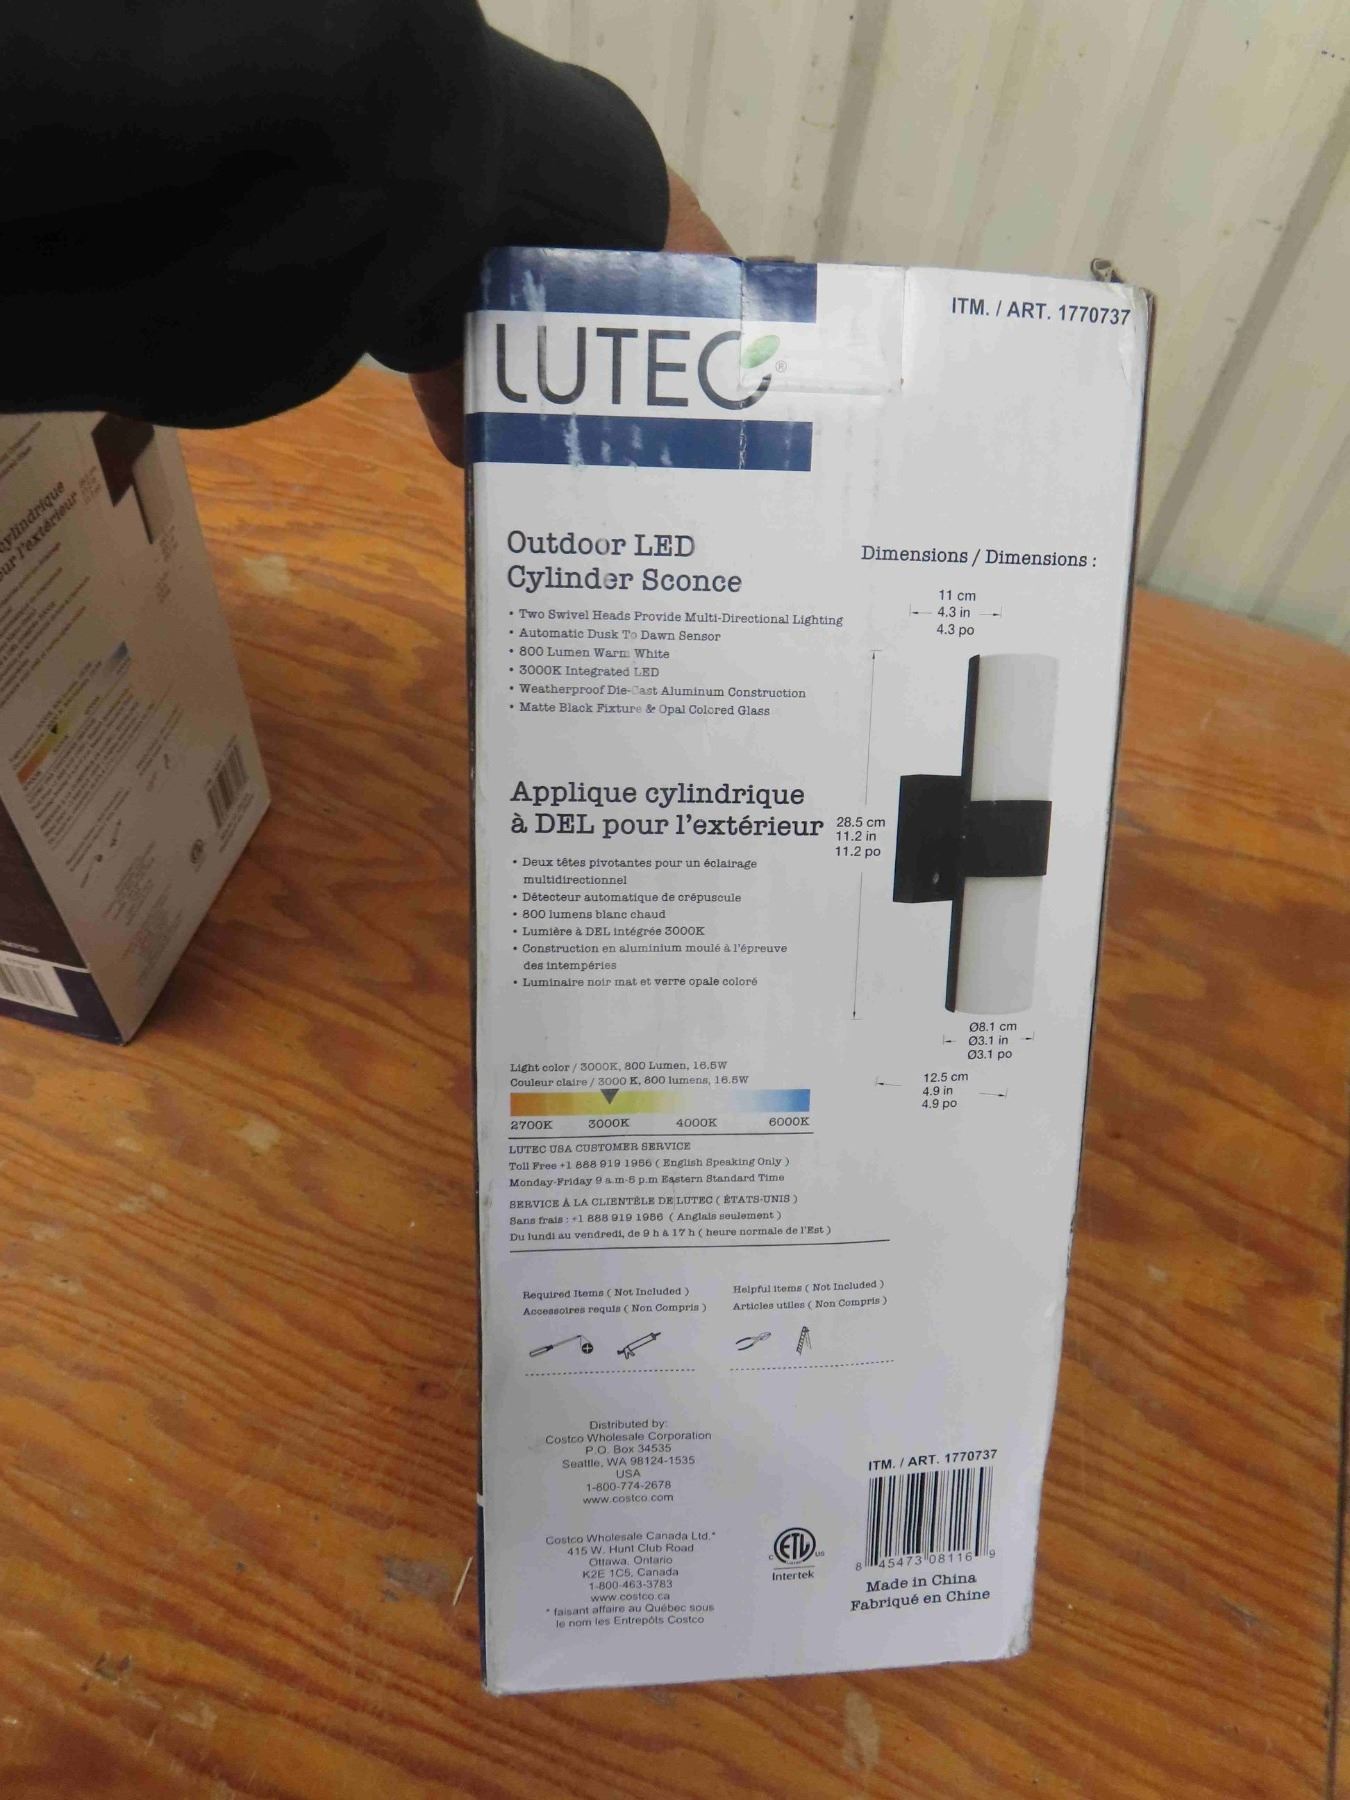 LUTEC®
ITM. / ART. 1770737
Outdoor LED
Cylinder Sconce
• Two Swivel Heads Provide Multi-Directional Lighting
• Automatic Dusk To Dawn Sensor
• 800 Lumen Warm White
• 3000K Integrated LED
• Weatherproof Die-Cast Aluminum Construction
• Matte Black Fixture & Opal Colored Glass
Dimensions / Dimensions :
11 cm
4.3 in
4.3 po
Applique cylindrique
à DEL pour l'extérieur
• Deux têtes pivotantes pour un éclairage
multidirectionnel
• Détecteur automatique de crépuscule
• 800 lumens blanc chaud
• Lumière à DEL intégrée 3000K
• Construction en aluminium moulé à l'épreuve
des intempéries
• Luminaire noir mat et verre opale coloré
28.5 cm
11.2 in
11.2 po
Ø8.1 cm
Ø3.1 in
Ø3.1 po
12.5 cm
4.9 in
4.9 po
Light color / 3000K, 800 Lumen, 16.5W
Couleur claire / 3000 K, 800 lumens, 16.5W
2700K 3000K 4000K 6000K
LUTEC USA CUSTOMER SERVICE
Toll Free +1 888 919 1986 ( English Speaking Only )
Monday-Friday 9 a.m-5 p.m Eastern Standard Time
SERVICE À LA CLIENTÈLE DE LUTEC ( ÉTATS-UNIS )
Sans frais : +1 888 919 1986 ( Anglais seulement )
Du lundi au vendredi, de 9 h à 17 h ( heure normale de l'Est )
Required Items ( Not Included )
Accessoires requis ( Non Compris )
Helpful items ( Not Included )
Articles utiles ( Non Compris )
Distributed by:
Costco Wholesale Corporation
P.O. Box 34535
Seattle, WA 98124-1535
USA
1-800-774-2678
www.costco.com
Costco Wholesale Canada Ltd.*
415 W. Hunt Club Road
Ottawa, Ontario
K2E 1C5, Canada
1-800-463-3783
www.costco.ca
* faisant affaire au Québec sous
le nom les Entrepôts Costco
C ETL US
Intertek
ITM. / ART. 1770737
8 45473 08116 9
Made in China
Fabriqué en Chine
cylindrique
ur l'extérieur